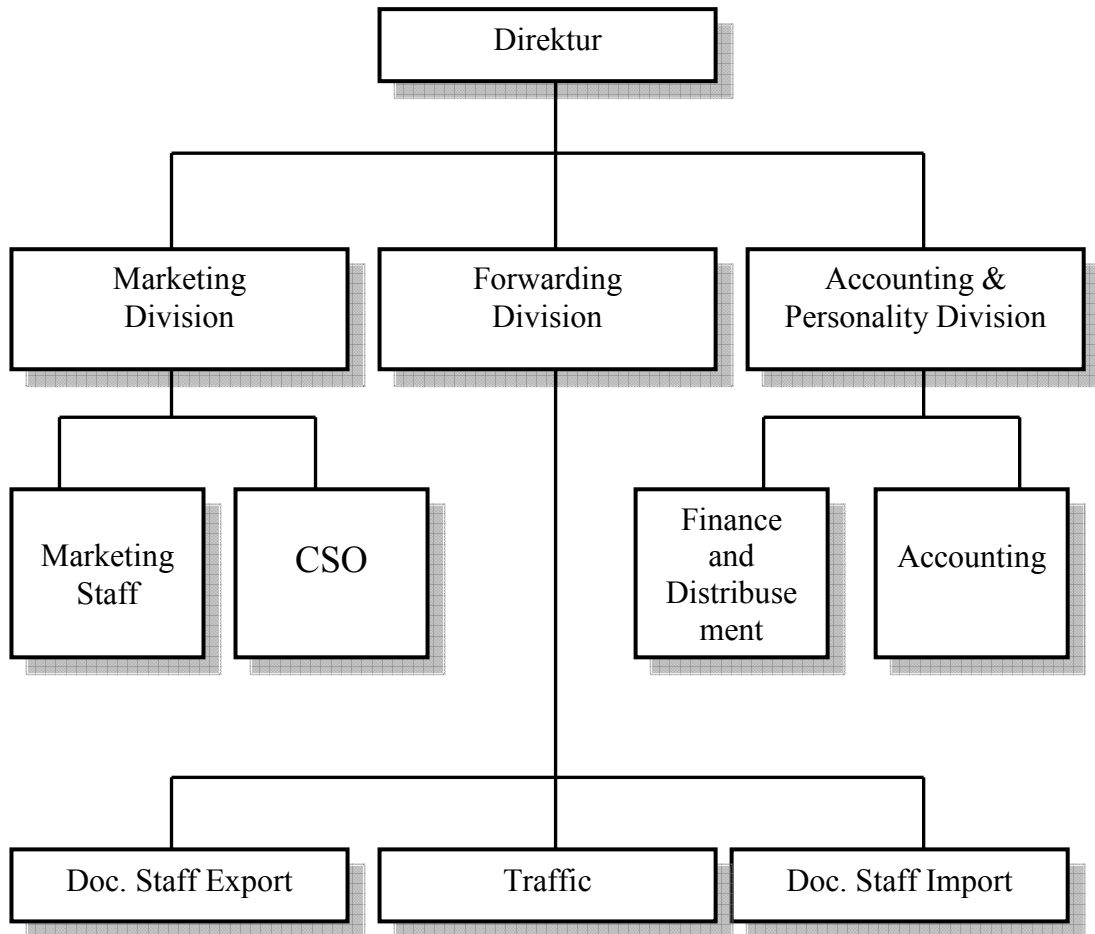 Direktur
Marketing
Division
Forwarding
Division
Accounting &
Personality Division
Marketing
Staff
CSO
Finance
and
Distribuse
ment
Accounting
Doc. Staff Export
Traffic
Doc. Staff Import